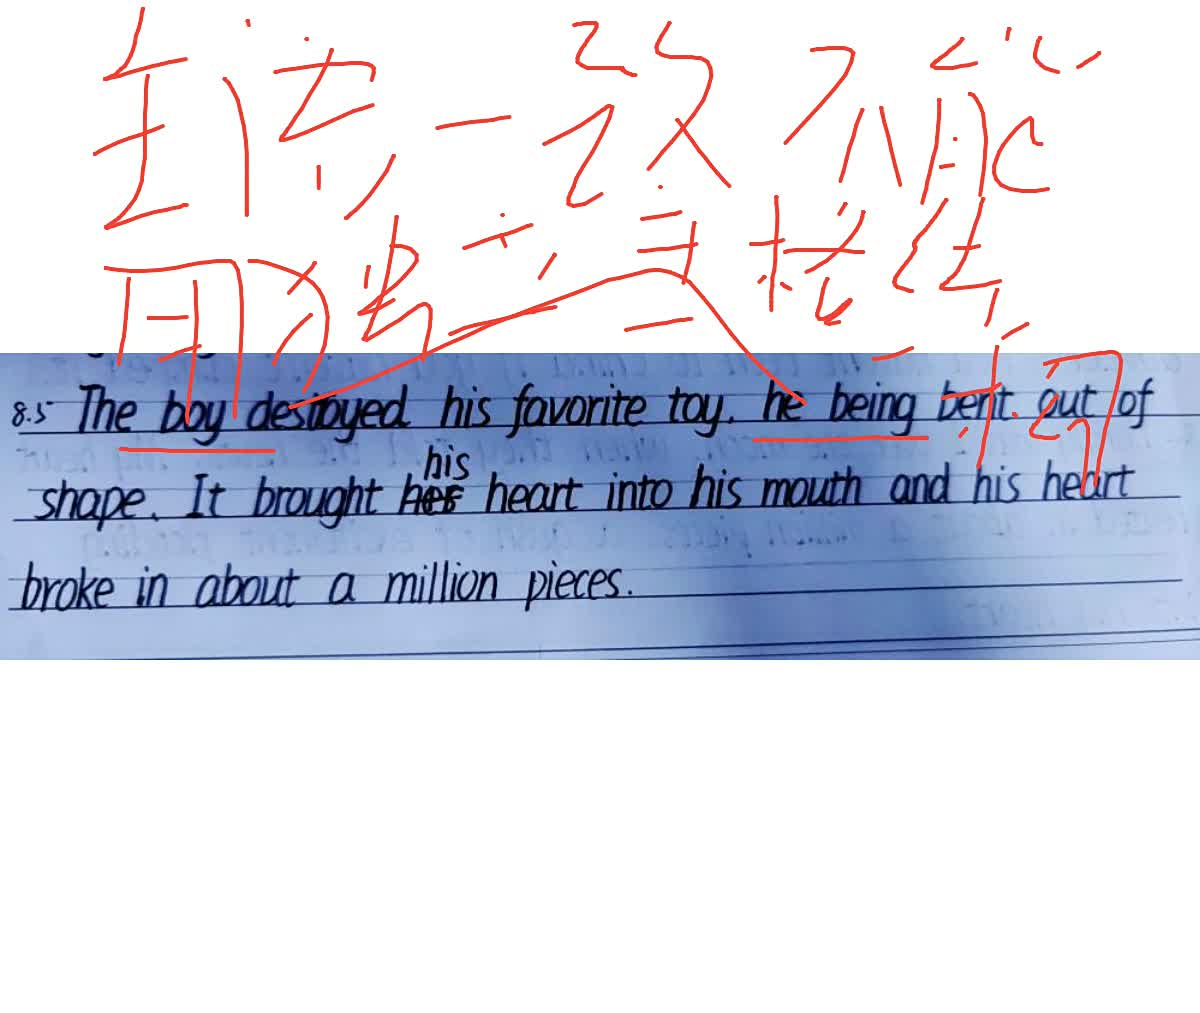 主语一致不能
用独立主格结构
8.5 The boy destroyed his favorite toy, he being bent out of
his
shape. It brought heart into his mouth and his heart
broke in about a million pieces.